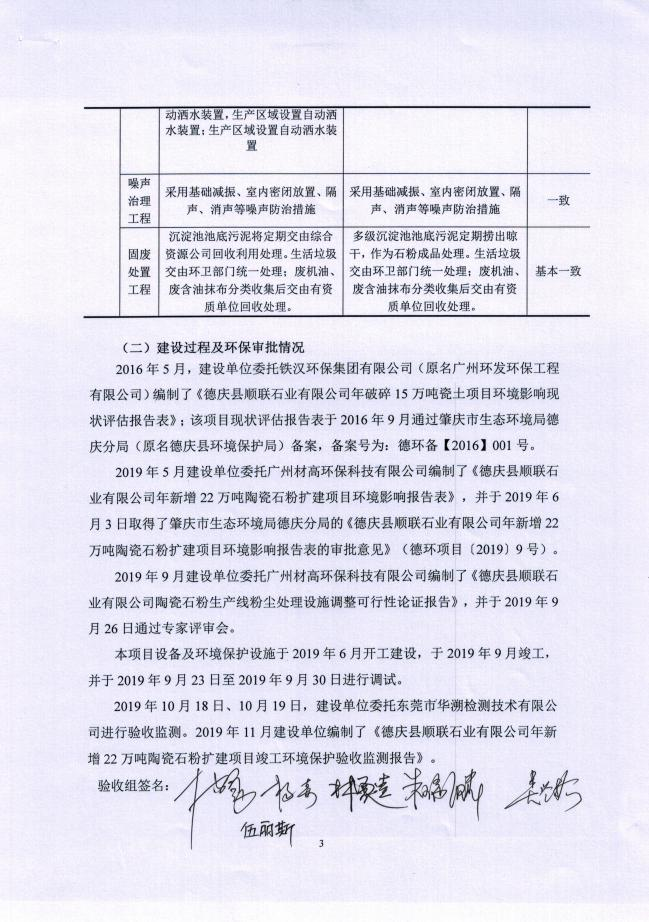 动洒水装置，生产区域设置自动洒
水装置；生产区域设置自动洒水装
置
噪声
治理
工程
采用基础减振、室内密闭放置、隔
声、消声等噪声防治措施
采用基础减振、室内密闭放置、隔
声、消声等噪声防治措施
一致
固废
处置
工程
沉淀池池底污泥将定期交由综合
资源公司回收利用处理。生活垃圾
交由环卫部门统一处理；废机油、
废含油抹布分类收集后交由有资
质单位回收处理。
多级沉淀池池底污泥定期捞出晾
干，作为石粉成品处理。生活垃圾
交由环卫部门统一处理；废机油、
废含油抹布分类收集后交由有资
质单位回收处理。
基本一致
（二）建设过程及环保审批情况
2016 年 5 月，建设单位委托铁汉环保集团有限公司（原名广州环发环保工程
有限公司）编制了《德庆县顺联石业有限公司年破碎 15 万吨瓷土项目环境影响现
状评估报告表》；该项目现状评估报告表于 2016 年 9 月通过肇庆市生态环境局德
庆分局（原名德庆县环境保护局）备案，备案号为：德环备【2016】001 号。
2019 年 5 月建设单位委托广州材高环保科技有限公司编制了《德庆县顺联石
业有限公司年新增 22 万吨陶瓷石粉扩建项目环境影响报告表》，并于 2019 年 6
月 3 日取得了肇庆市生态环境局德庆分局的《德庆县顺联石业有限公司年新增 22
万吨陶瓷石粉扩建项目环境影响报告表的审批意见》（德环项目〔2019〕9 号）。
2019 年 9 月建设单位委托广州材高环保科技有限公司编制了《德庆县顺联石
业有限公司陶瓷石粉生产线粉尘处理设施调整可行性论证报告》，并于 2019 年 9
月 26 日通过专家评审会。
本项目设备及环境保护设施于 2019 年 6 月开工建设，于 2019 年 9 月竣工，
并于 2019 年 9 月 23 日至 2019 年 9 月 30 日进行调试。
2019 年 10 月 18 日、10 月 19 日，建设单位委托东莞市华溯检测技术有限公
司进行验收监测。2019 年 11 月建设单位编制了《德庆县顺联石业有限公司年新
增 22 万吨陶瓷石粉扩建项目竣工环境保护验收监测报告》。
验收组签名：
伍丽斯
3